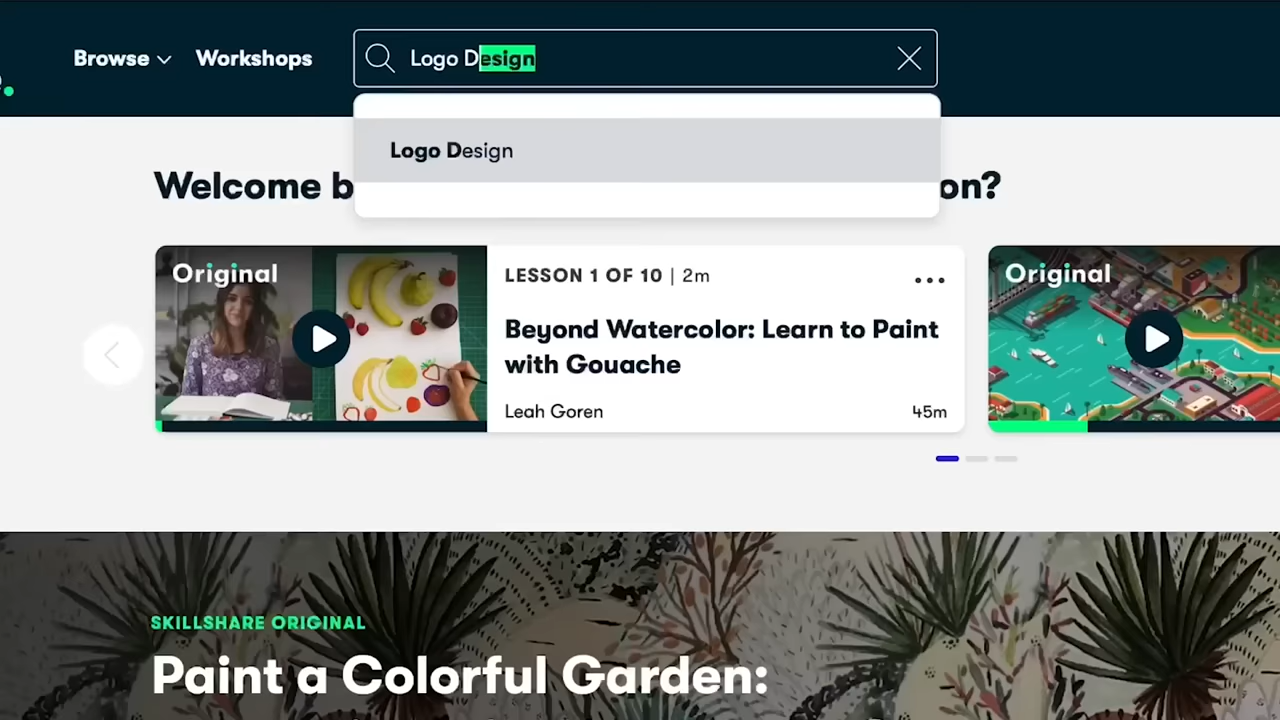 Browse
Workshops
Logo Design
Logo Design
Welcome b
on?
Original
LESSON 1 OF 10 | 2m
Beyond Watercolor: Learn to Paint
with Gouache
Leah Goren
45m
Original
SKILLSHARE ORIGINAL
Paint a Colorful Garden: